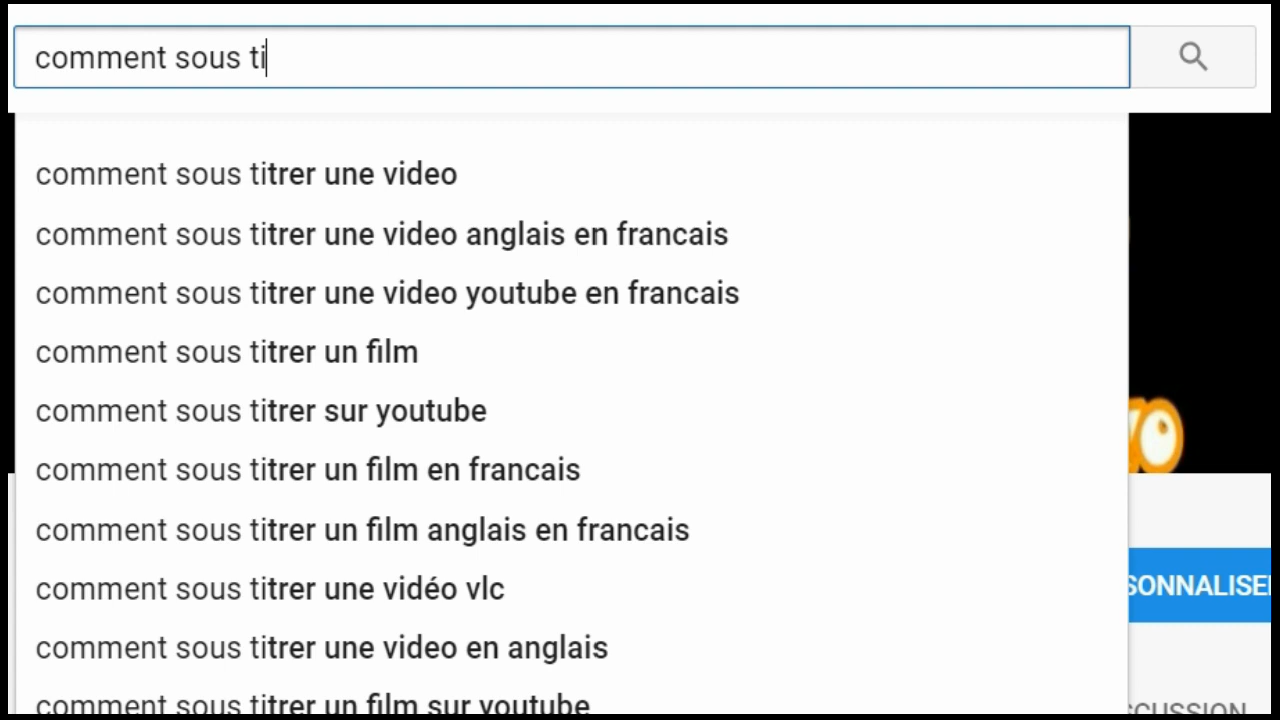 comment sous ti
comment sous titrer une video
comment sous titrer une video anglais en francais
comment sous titrer une video youtube en francais
comment sous titrer un film
comment sous titrer sur youtube
comment sous titrer un film en francais
comment sous titrer un film anglais en francais
SONNALISE
comment sous titrer une vidéo vlc
comment sous titrer une video en anglais
comment sous titrer un film sur youtube
CUSSION